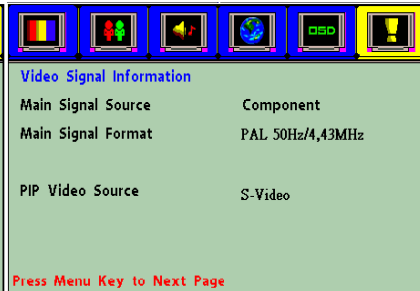 OSD
Video Signal Information
Main Signal Source Component
Main Signal Format PAL 50Hz/4,43MHz
PIP Video Source S-Video
Press Menu Key to Next Page